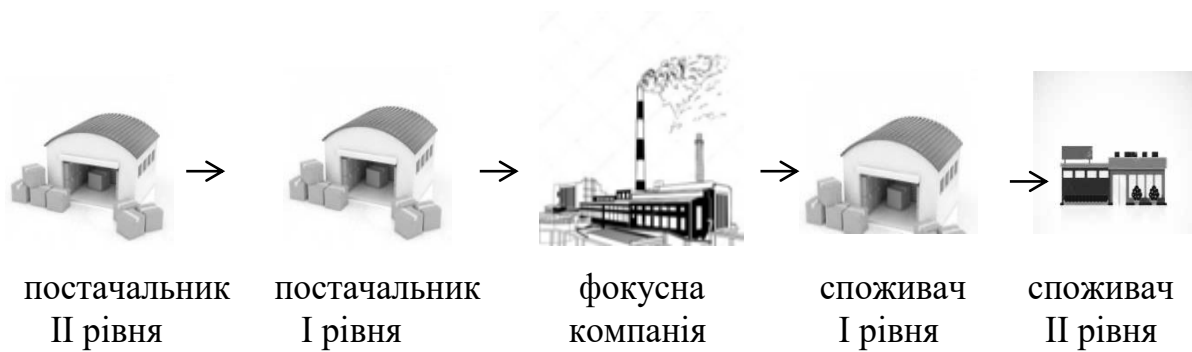 постачальник
II рівня
постачальник
I рівня
фокусна
компанія
споживач
I рівня
споживач
II рівня